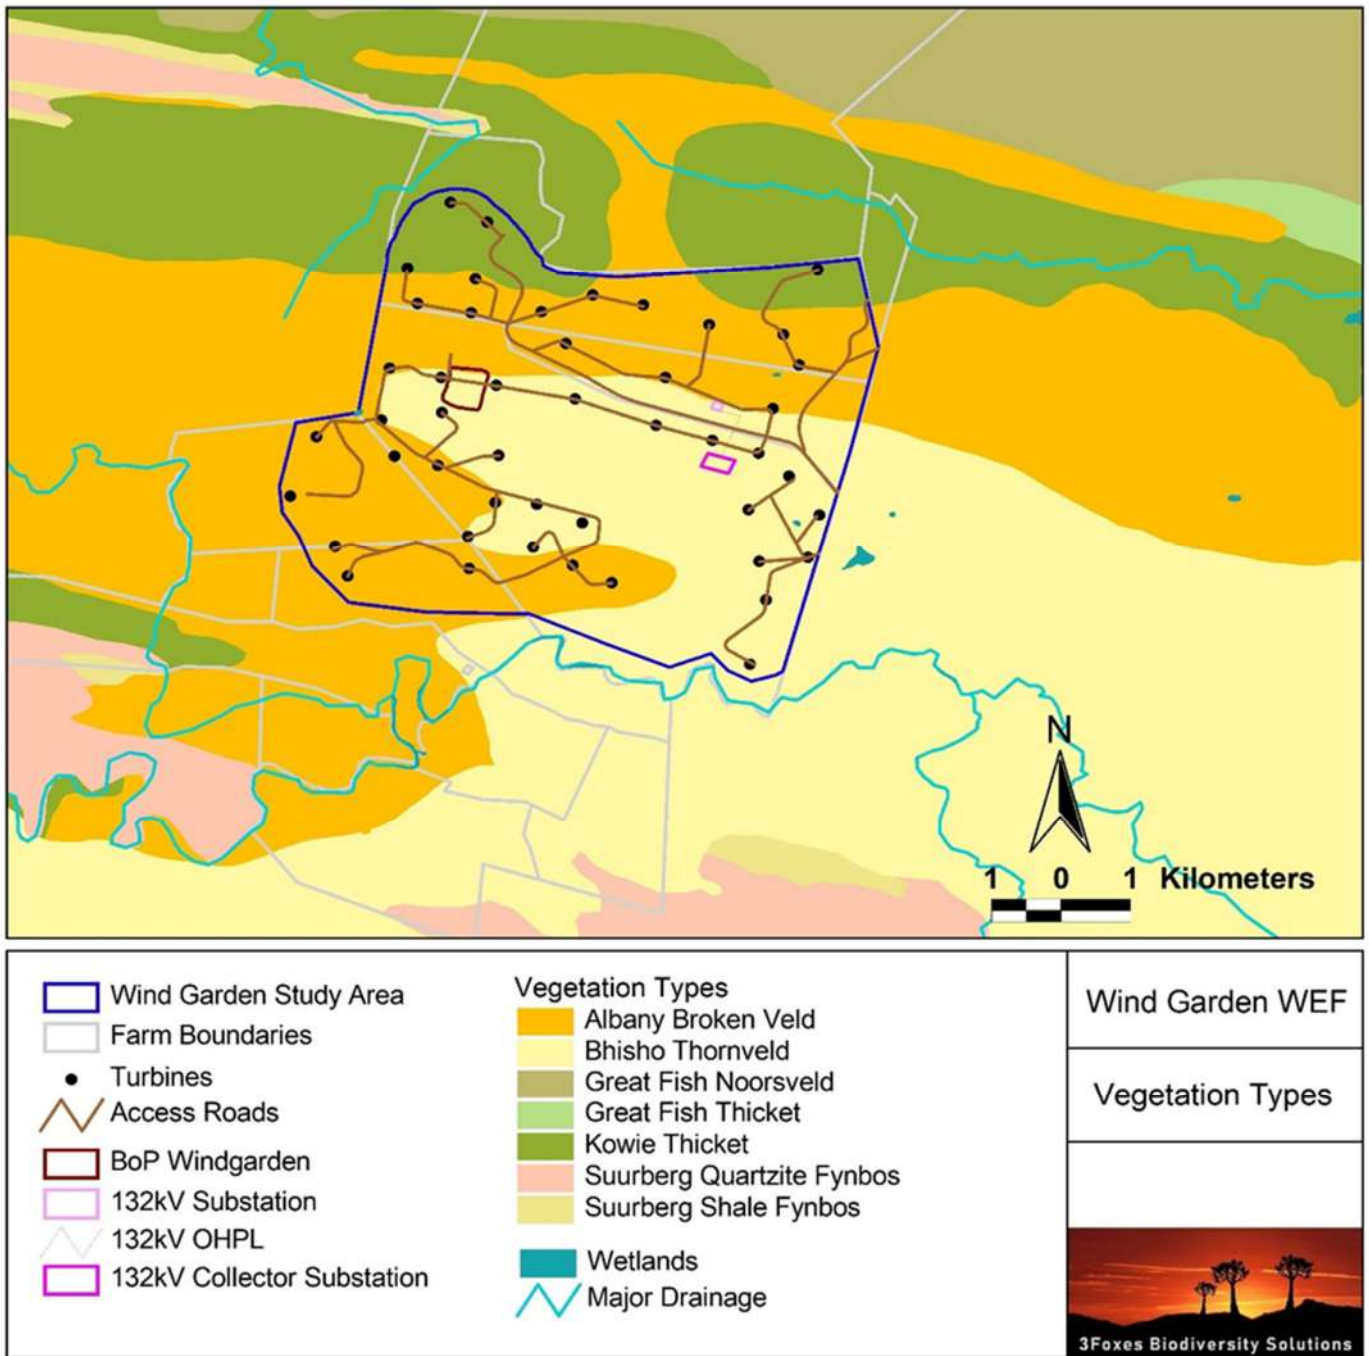 N
1 0 1 Kilometers
Wind Garden Study Area
Farm Boundaries
Turbines
Access Roads
BoP Windgarden
132kV Substation
132kV OHPL
132kV Collector Substation
Vegetation Types
Albany Broken Veld
Bhisho Thornveld
Great Fish Noorsveld
Great Fish Thicket
Kowie Thicket
Suurberg Quartzite Fynbos
Suurberg Shale Fynbos
Wetlands
Major Drainage
Wind Garden WEF
Vegetation Types
3Foxes Biodiversity Solutions